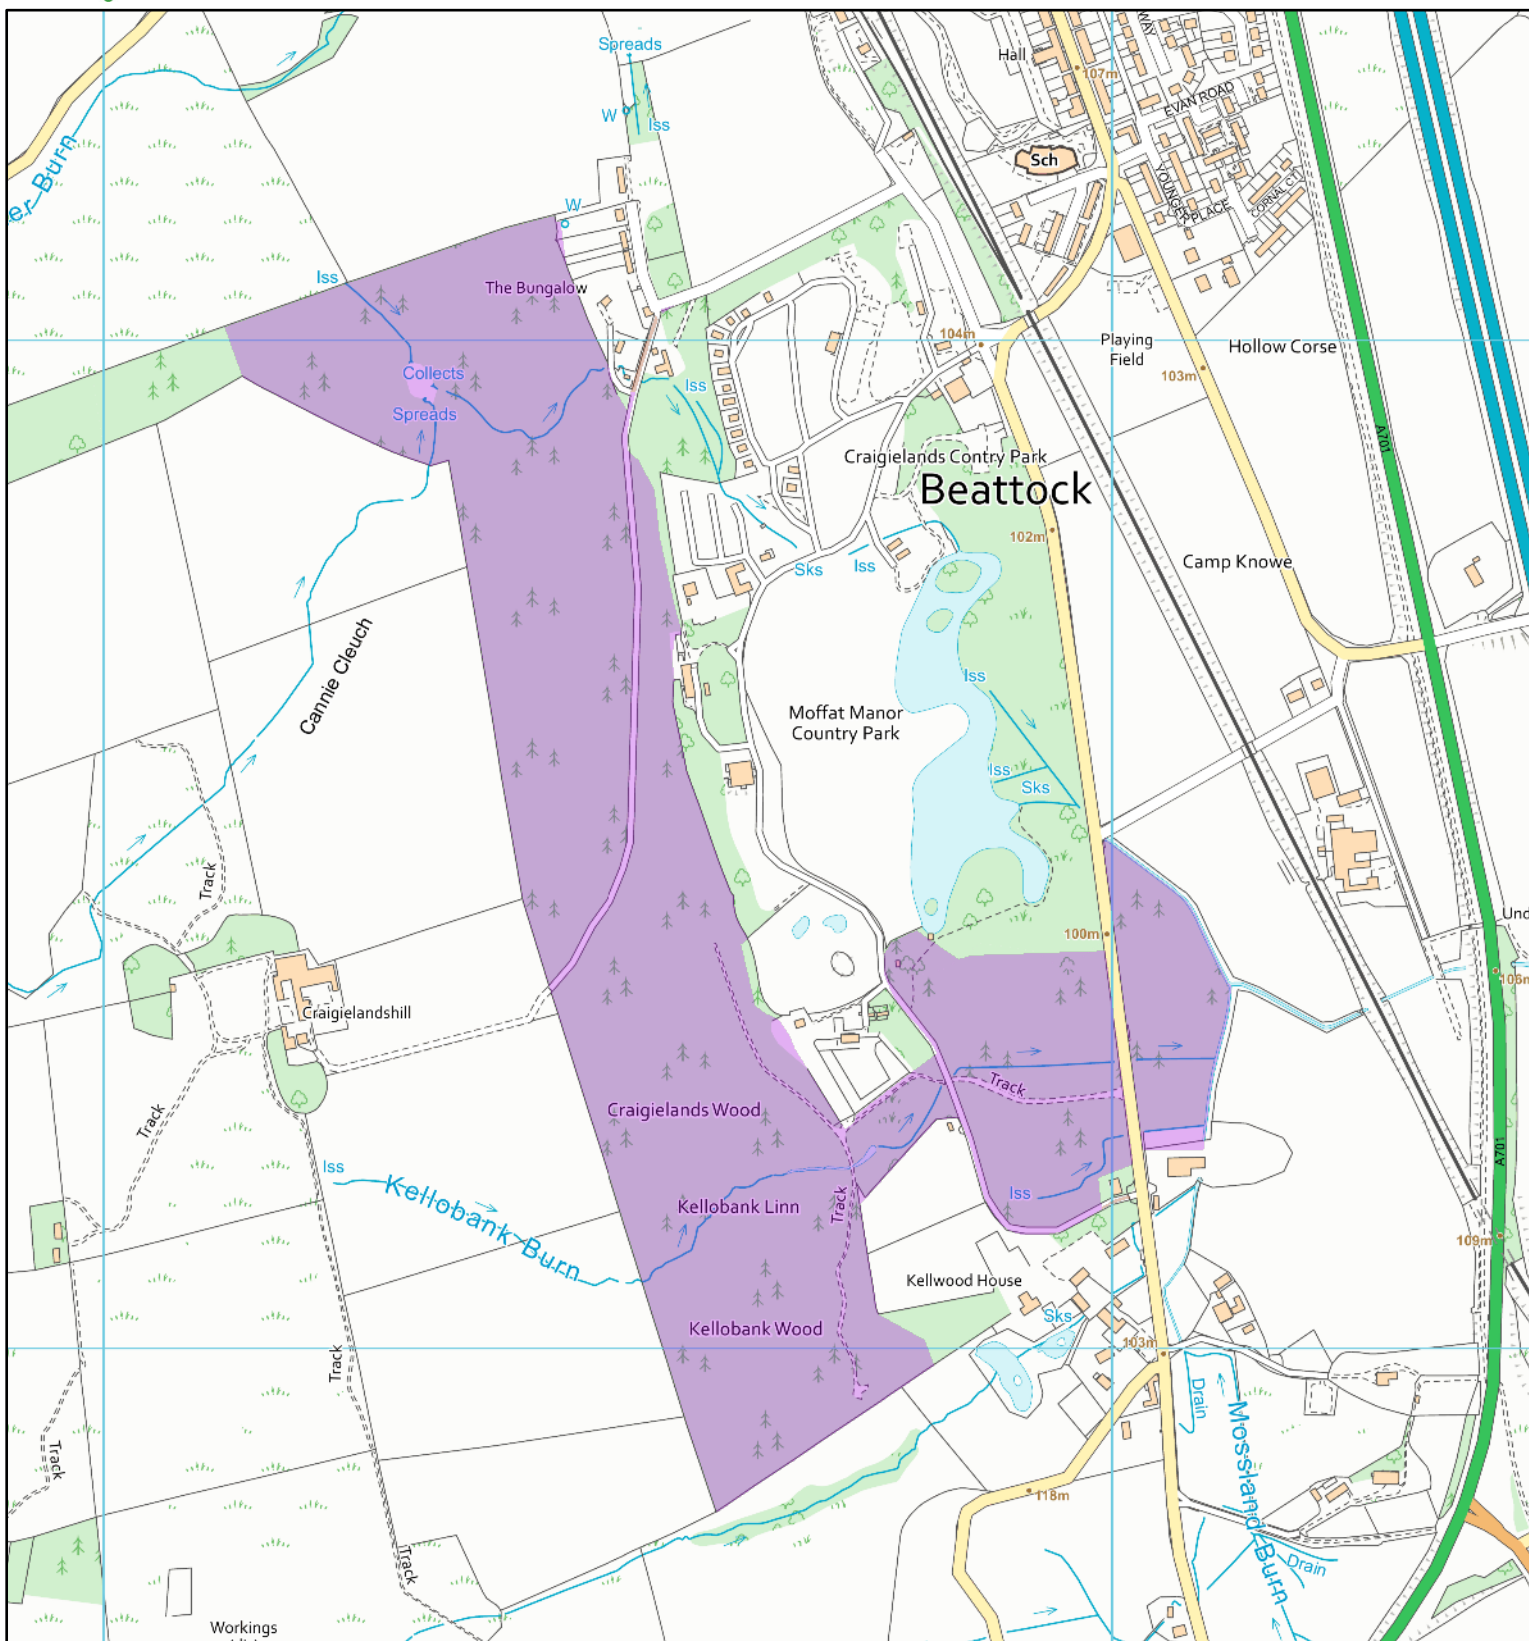 Spreads
Hall
WAY
107m
W
Iss
EVAN ROAD
Sch
YOUNGER PLACE
CORNAL CT
er Burn
W
Iss
The Bungalow
104m
Playing
Field
Hollow Corse
103m
Collects
Spreads
Iss
A701
Craigielands Contry Park
Beattock
102m
Sks
Iss
Camp Knowe
Cannie Cleuch
Iss
Moffat Manor
Country Park
Iss
Sks
Track
100m
Und
106m
Craigielandshill
Track
Track
Craigielands Wood
A701
Iss
Kellobank Burn
Kellobank Linn
Track
Iss
109m
Kellwood House
Sks
Kellobank Wood
103m
Track
Drain
Mossland Burn
Track
118m
Drain
Track
Workings